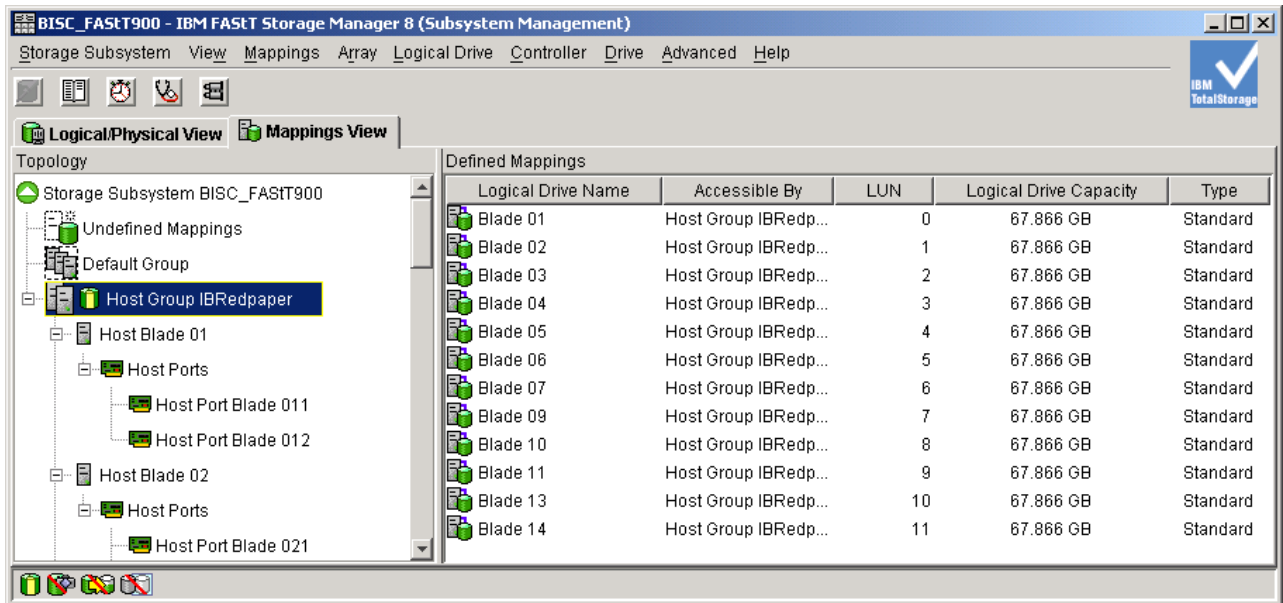 BISC_FAStT900 - IBM FAStT Storage Manager 8 (Subsystem Management)
Storage Subsystem View Mappings Array Logical Drive Controller Drive Advanced Help
IBM
TotalStorage
Logical/Physical View Mappings View
Topology
Storage Subsystem BISC_FAStT900
Undefined Mappings
Default Group
Host Group IBRedpaper
Host Blade 01
Host Ports
Host Port Blade 011
Host Port Blade 012
Host Blade 02
Host Ports
Host Port Blade 021
Defined Mappings
Logical Drive Name Accessible By LUN Logical Drive Capacity Type
Blade 01 Host Group IBRedp... 0 67.866 GB Standard
Blade 02 Host Group IBRedp... 1 67.866 GB Standard
Blade 03 Host Group IBRedp... 2 67.866 GB Standard
Blade 04 Host Group IBRedp... 3 67.866 GB Standard
Blade 05 Host Group IBRedp... 4 67.866 GB Standard
Blade 06 Host Group IBRedp... 5 67.866 GB Standard
Blade 07 Host Group IBRedp... 6 67.866 GB Standard
Blade 09 Host Group IBRedp... 7 67.866 GB Standard
Blade 10 Host Group IBRedp... 8 67.866 GB Standard
Blade 11 Host Group IBRedp... 9 67.866 GB Standard
Blade 13 Host Group IBRedp... 10 67.866 GB Standard
Blade 14 Host Group IBRedp... 11 67.866 GB Standard